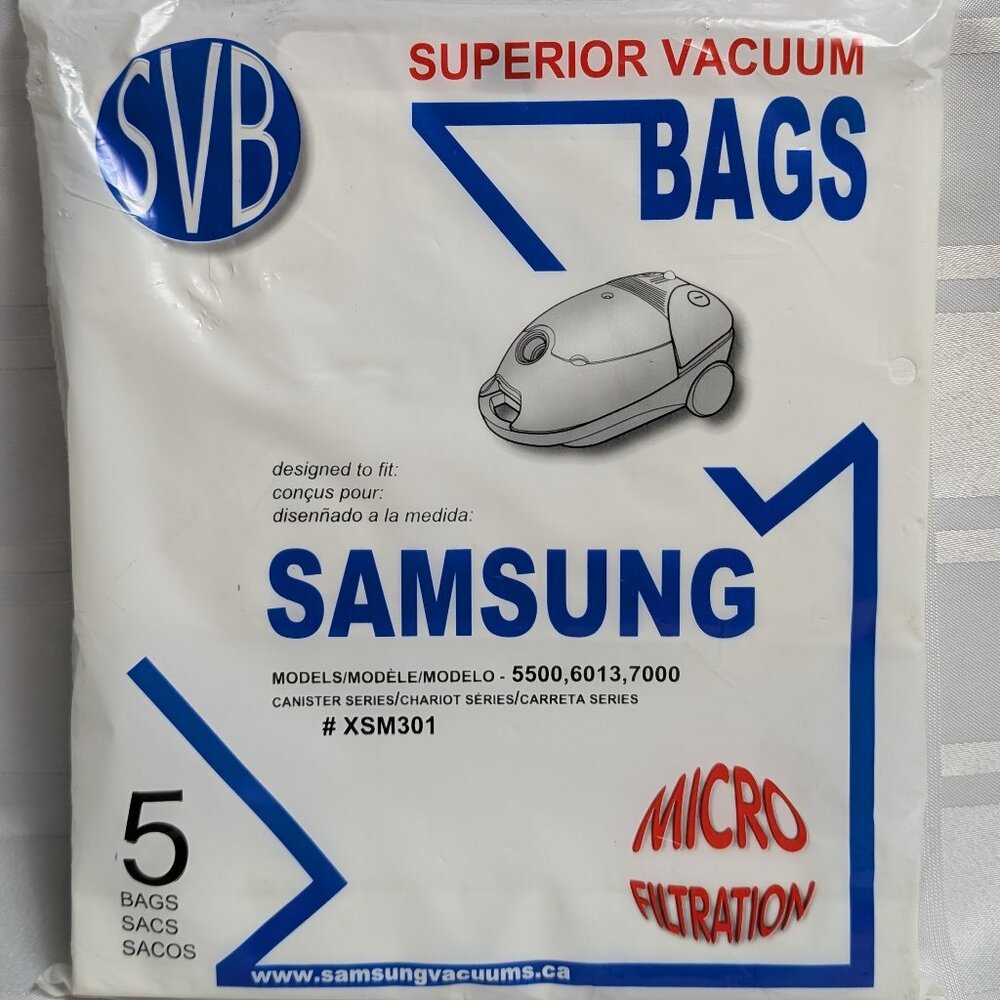 SVB
SUPERIOR VACUUM
BAGS
designed to fit:
conçus pour:
disenñado a la medida:
SAMSUNG
MODELS/MODÈLE/MODELO - 5500,6013,7000
CANISTER SERIES/CHARIOT SÉRIES/CARRETA SERIES
# XSM301
MICRO
FILTRATION
5
BAGS
SACS
SACOS
www.samsungvacuums.ca